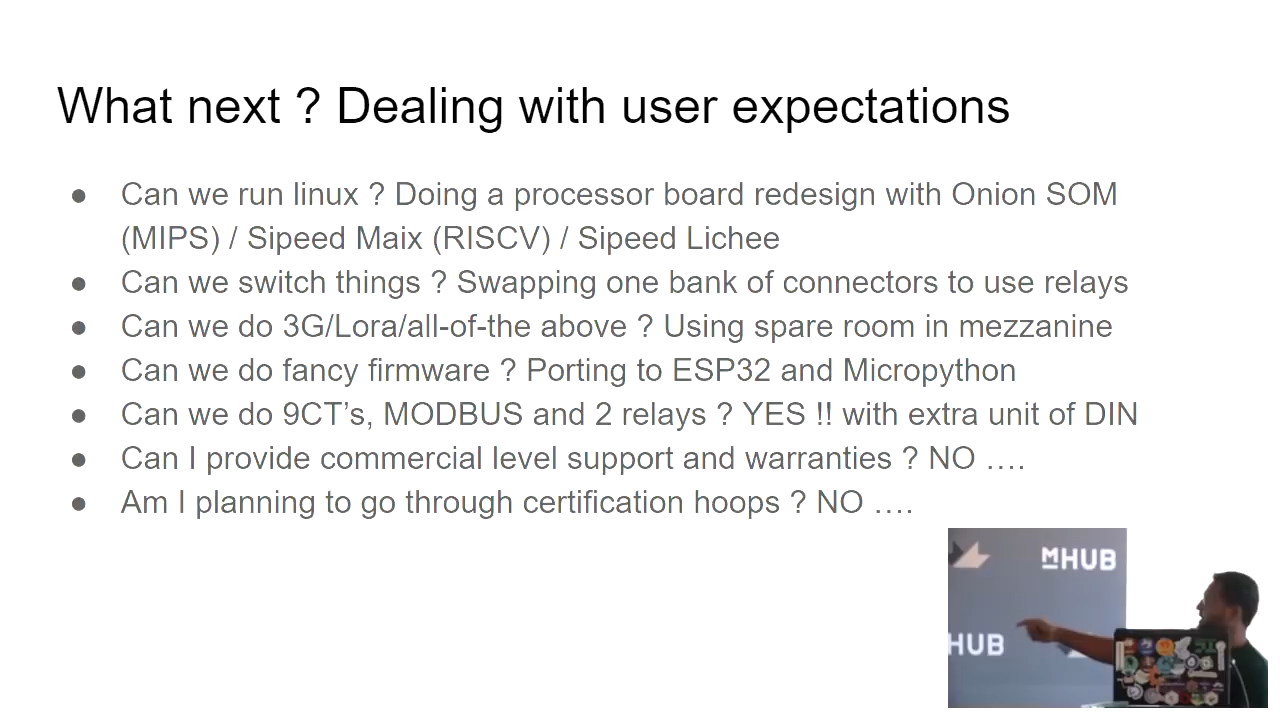 What next ? Dealing with user expectations
● Can we run linux ? Doing a processor board redesign with Onion SOM
(MIPS) / Sipeed Maix (RISCV) / Sipeed Lichee
● Can we switch things ? Swapping one bank of connectors to use relays
● Can we do 3G/Lora/all-of-the above ? Using spare room in mezzanine
● Can we do fancy firmware ? Porting to ESP32 and Micropython
● Can we do 9CT’s, MODBUS and 2 relays ? YES !! with extra unit of DIN
● Can I provide commercial level support and warranties ? NO ….
● Am I planning to go through certification hoops ? NO ….
MHUB
HUB